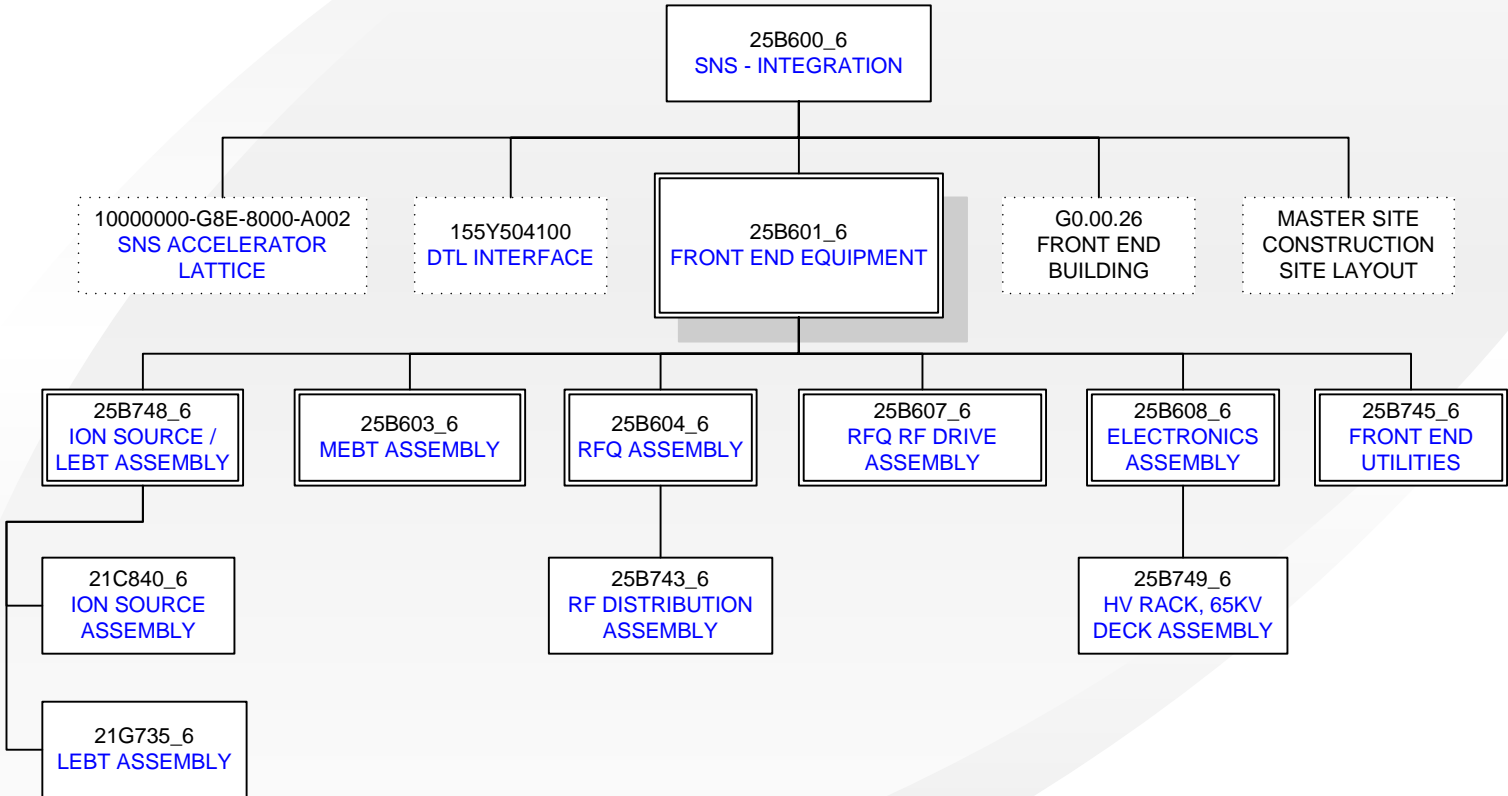 25B600_6
SNS - INTEGRATION
10000000-G8E-8000-A002
SNS ACCELERATOR
LATTICE
155Y504100
DTL INTERFACE
25B601_6
FRONT END EQUIPMENT
G0.00.26
FRONT END
BUILDING
MASTER SITE
CONSTRUCTION
SITE LAYOUT
25B748_6
ION SOURCE /
LEBT ASSEMBLY
25B603_6
MEBT ASSEMBLY
25B604_6
RFQ ASSEMBLY
25B607_6
RFQ RF DRIVE
ASSEMBLY
25B608_6
ELECTRONICS
ASSEMBLY
25B745_6
FRONT END
UTILITIES
21C840_6
ION SOURCE
ASSEMBLY
25B743_6
RF DISTRIBUTION
ASSEMBLY
25B749_6
HV RACK, 65KV
DECK ASSEMBLY
21G735_6
LEBT ASSEMBLY